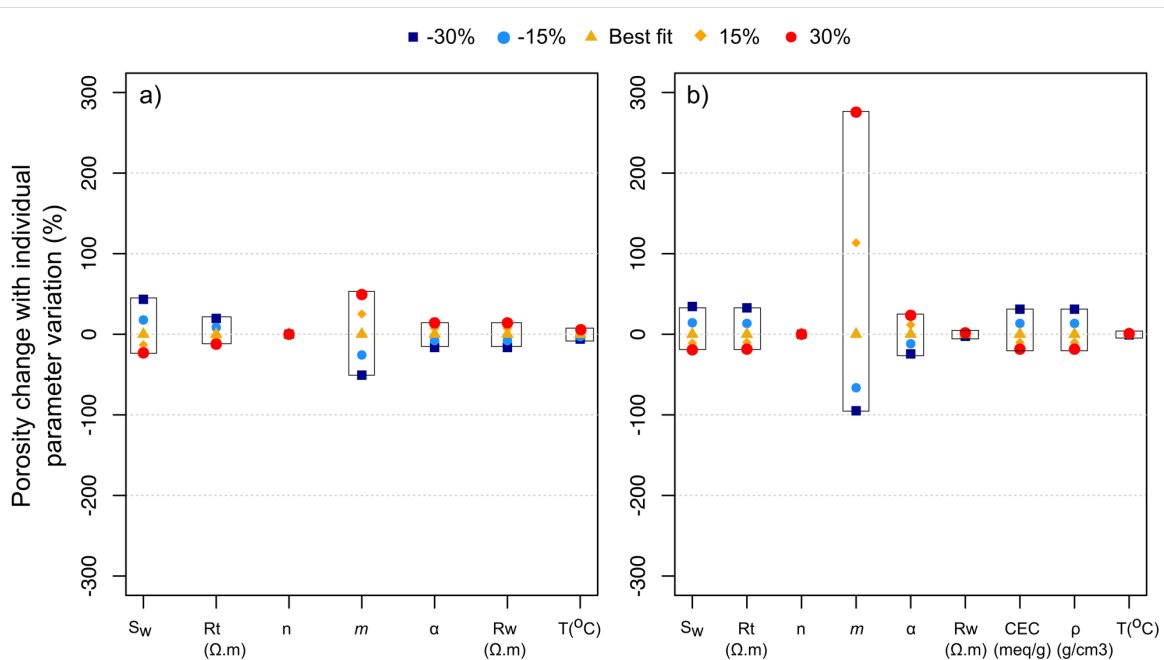 -30% -15% Best fit 15% 30%
Porosity change with individual
parameter variation (%)
a)
300
200
100
0
-100
-200
-300
Sw Rt n m α Rw T(°C)
(Ω.m) (Ω.m)
b)
300
200
100
0
-100
-200
-300
Sw Rt n m α Rw CEC ρ T(°C)
(Ω.m) (Ω.m) (meq/g) (g/cm3)